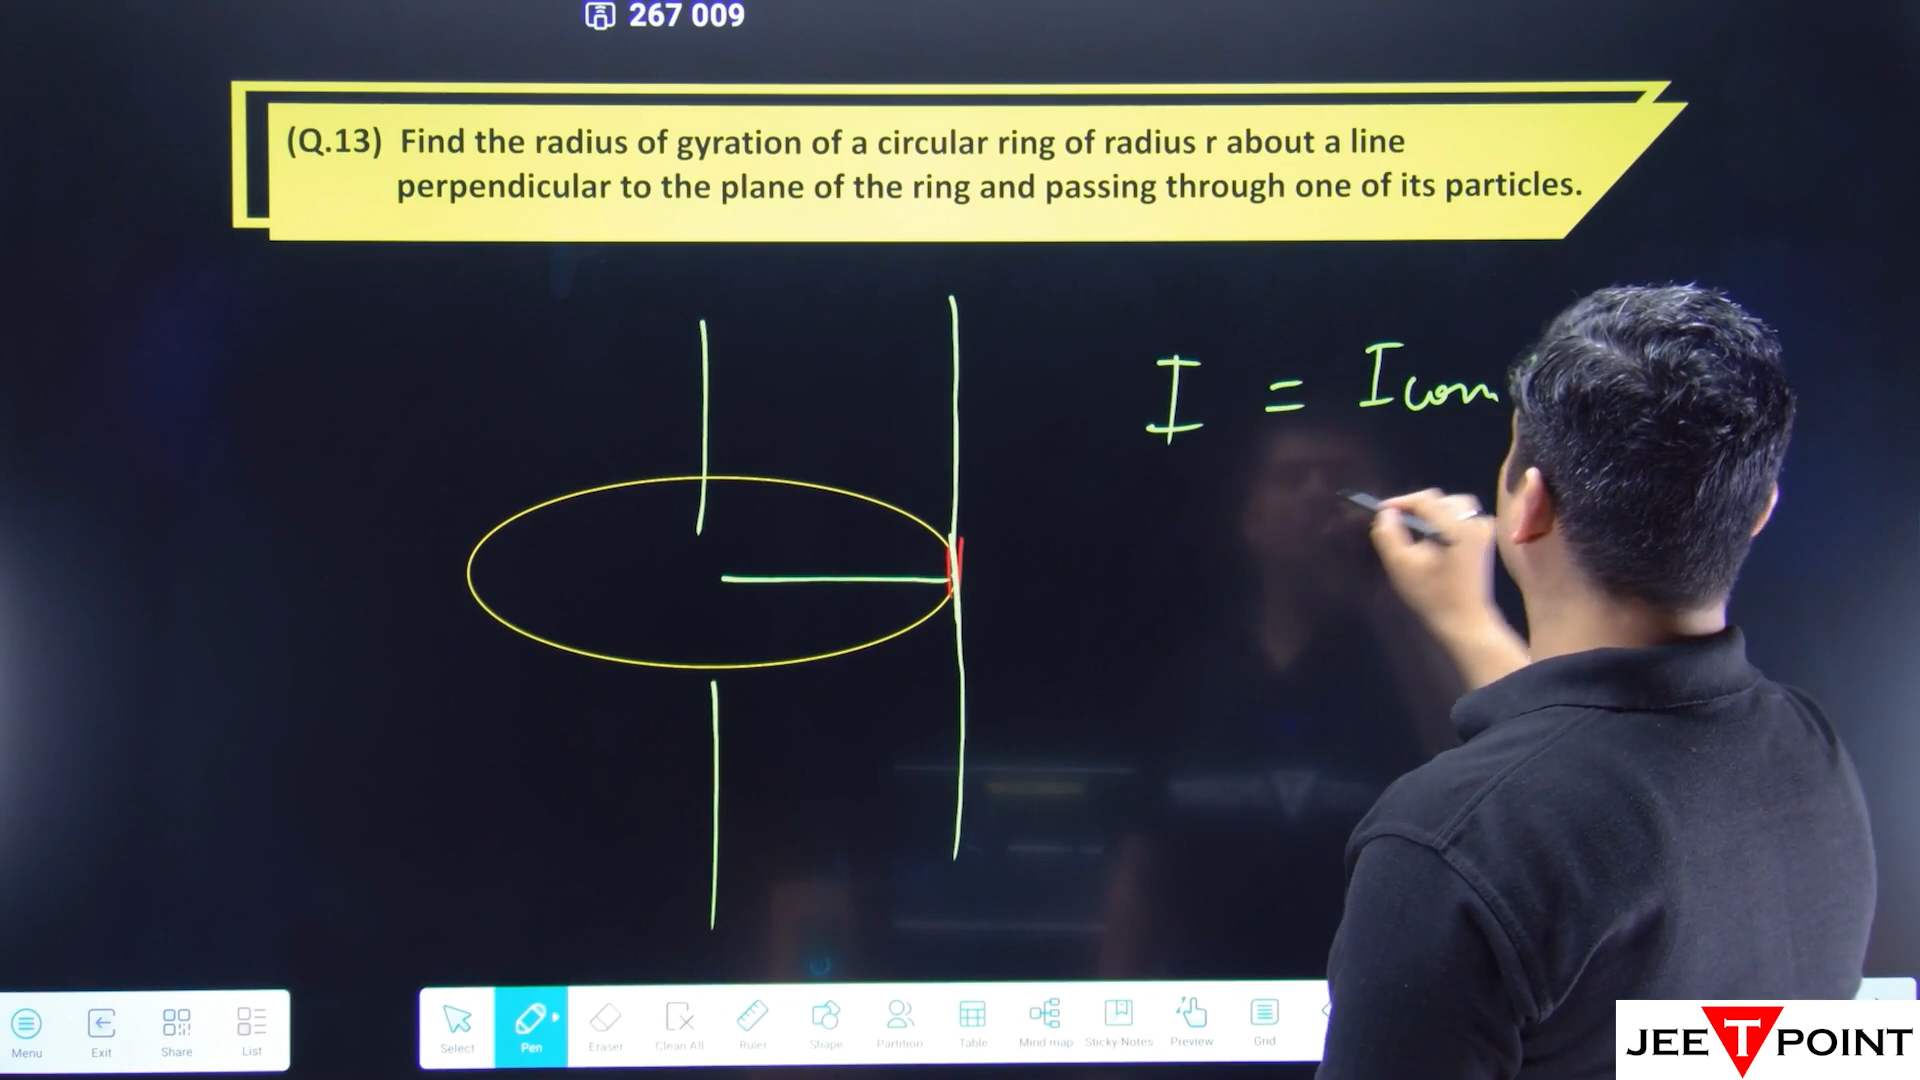 267 009
(Q.13) Find the radius of gyration of a circular ring of radius r about a line
perpendicular to the plane of the ring and passing through one of its particles.
I = Icom
Menu Exit Share List
Select Pen Eraser Clean All Ruler Shape Partition Table Mind map Sticky Notes Preview Grid
JEE T POINT